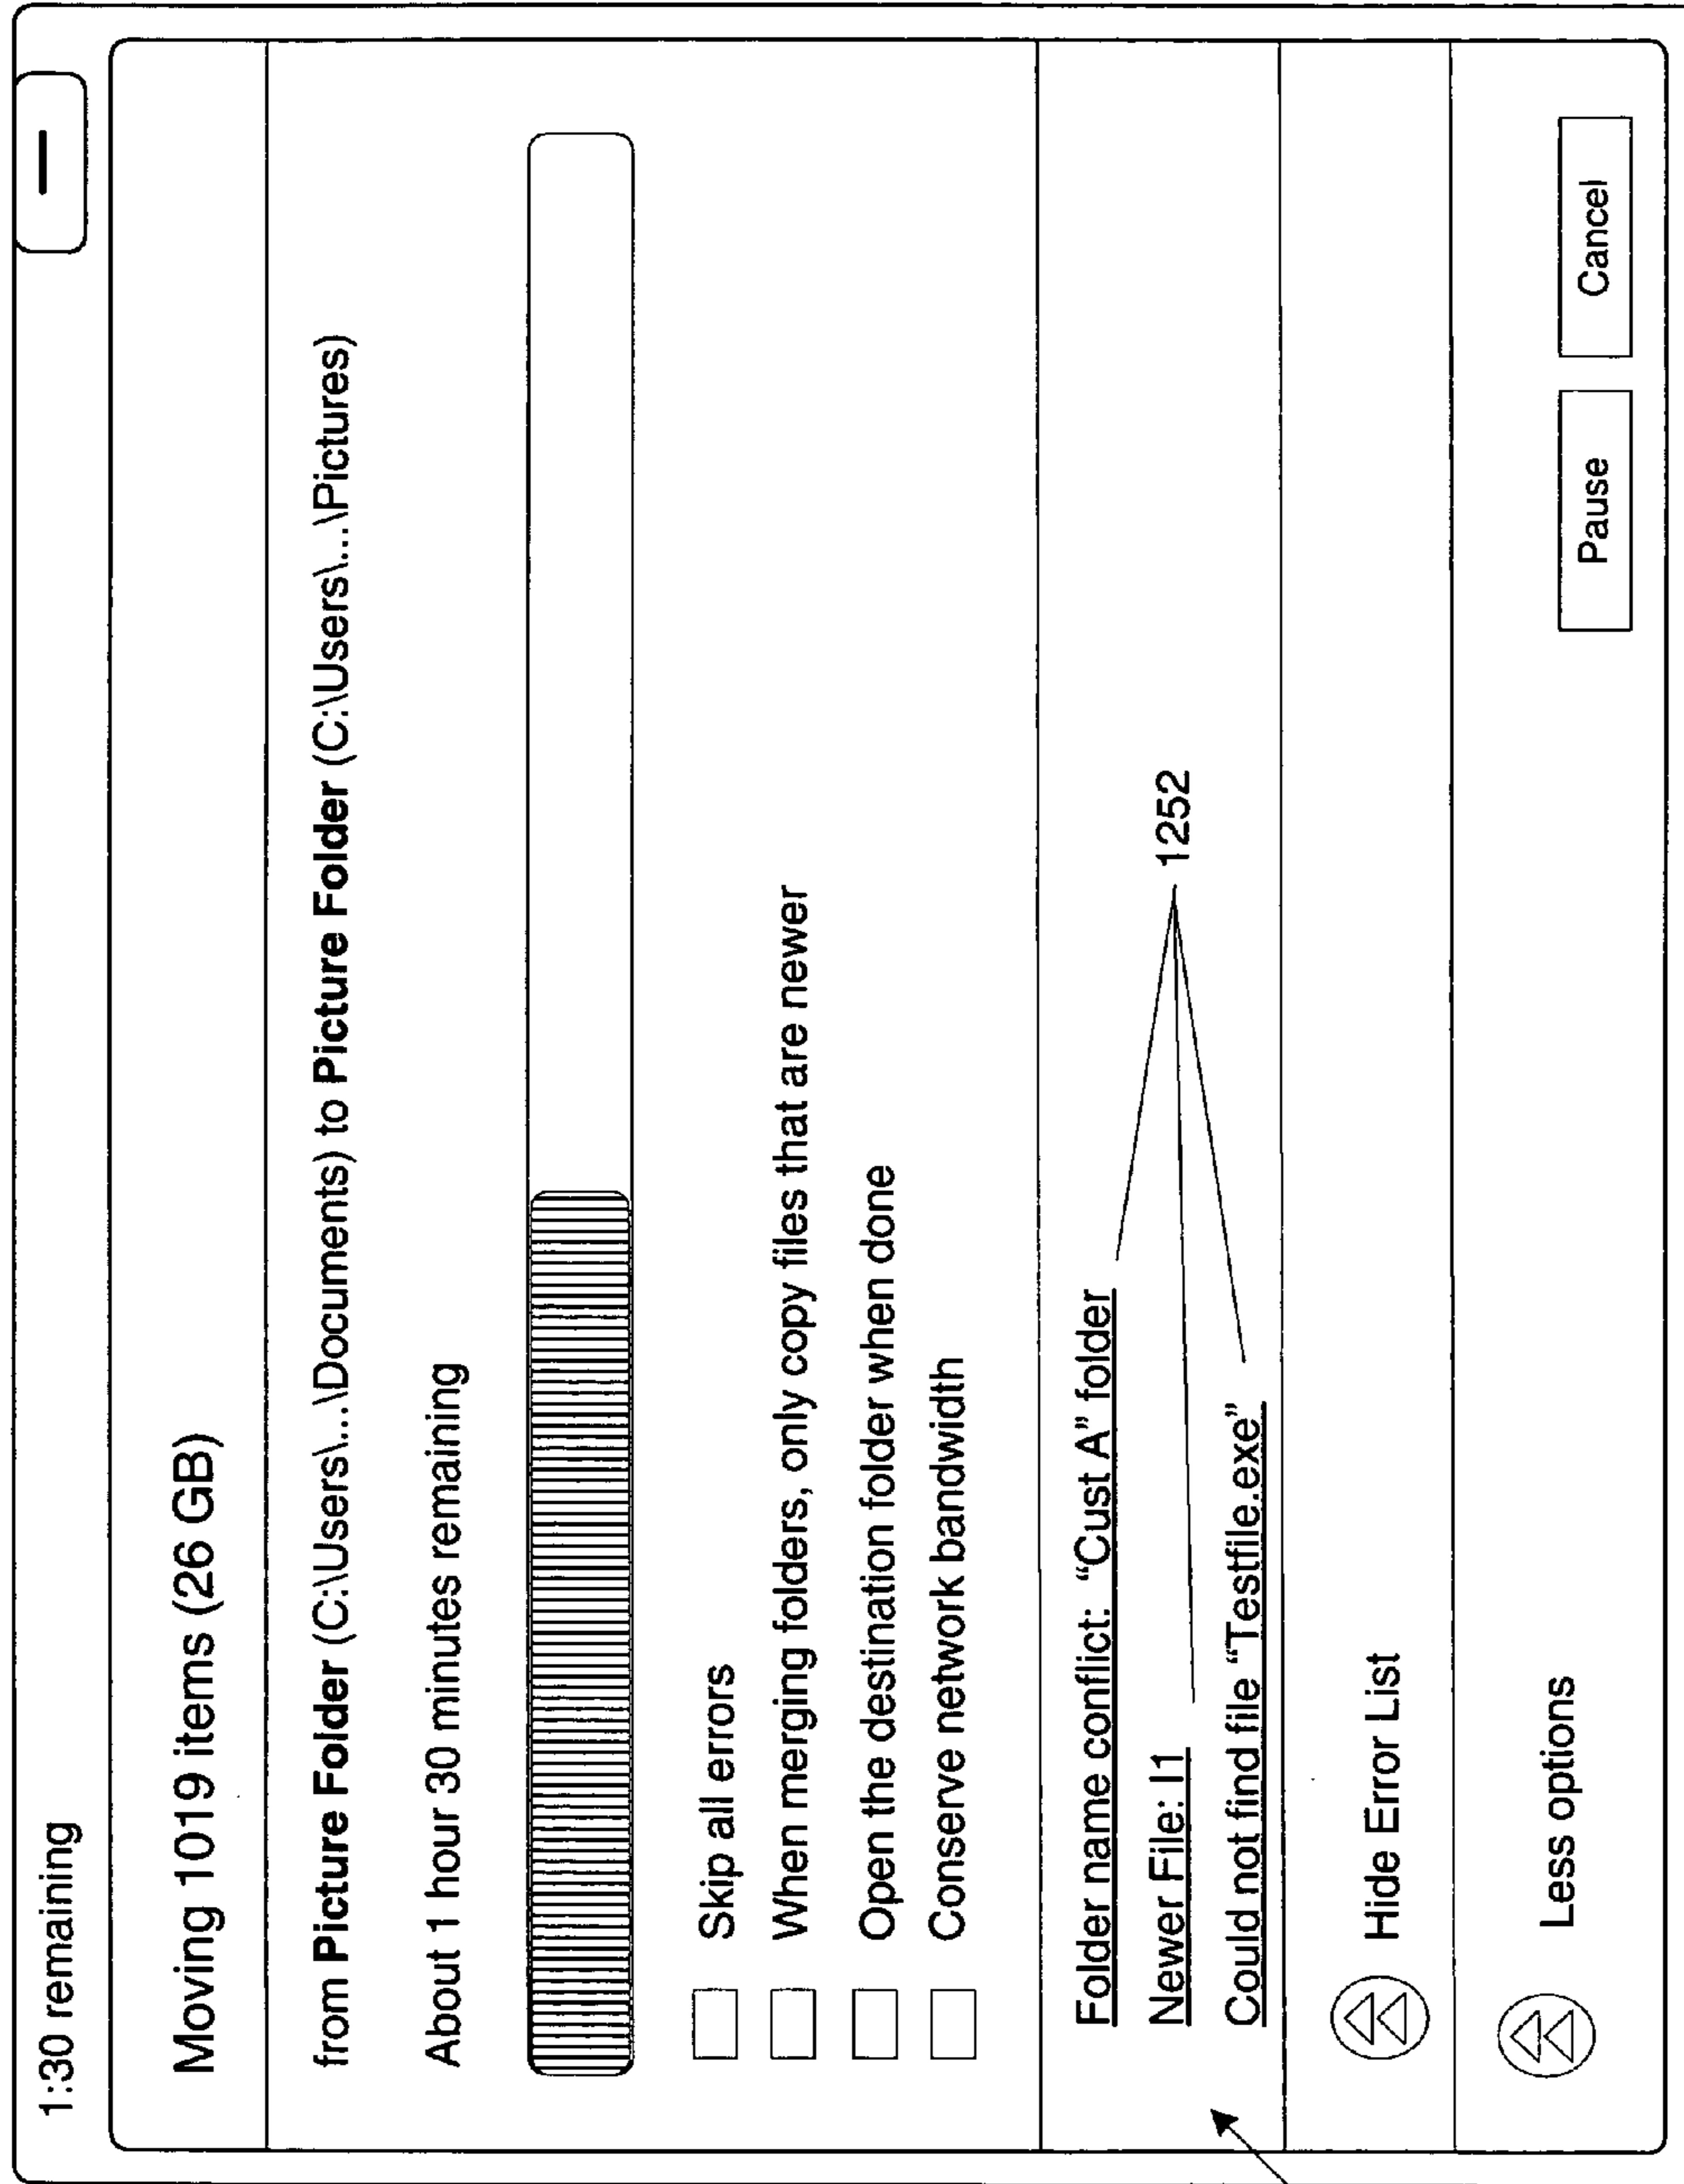 1:30 remaining
Moving 1019 items (26 GB)
from Picture Folder (C:\Users\...\Documents) to Picture Folder (C:\Users\...\Pictures)
About 1 hour 30 minutes remaining
Skip all errors
When merging folders, only copy files that are newer
Open the destination folder when done
Conserve network bandwidth
Folder name conflict: “Cust A” folder
Newer File: I1
1252
Could not find file “Testfile.exe”
Hide Error List
Less options
Pause
Cancel